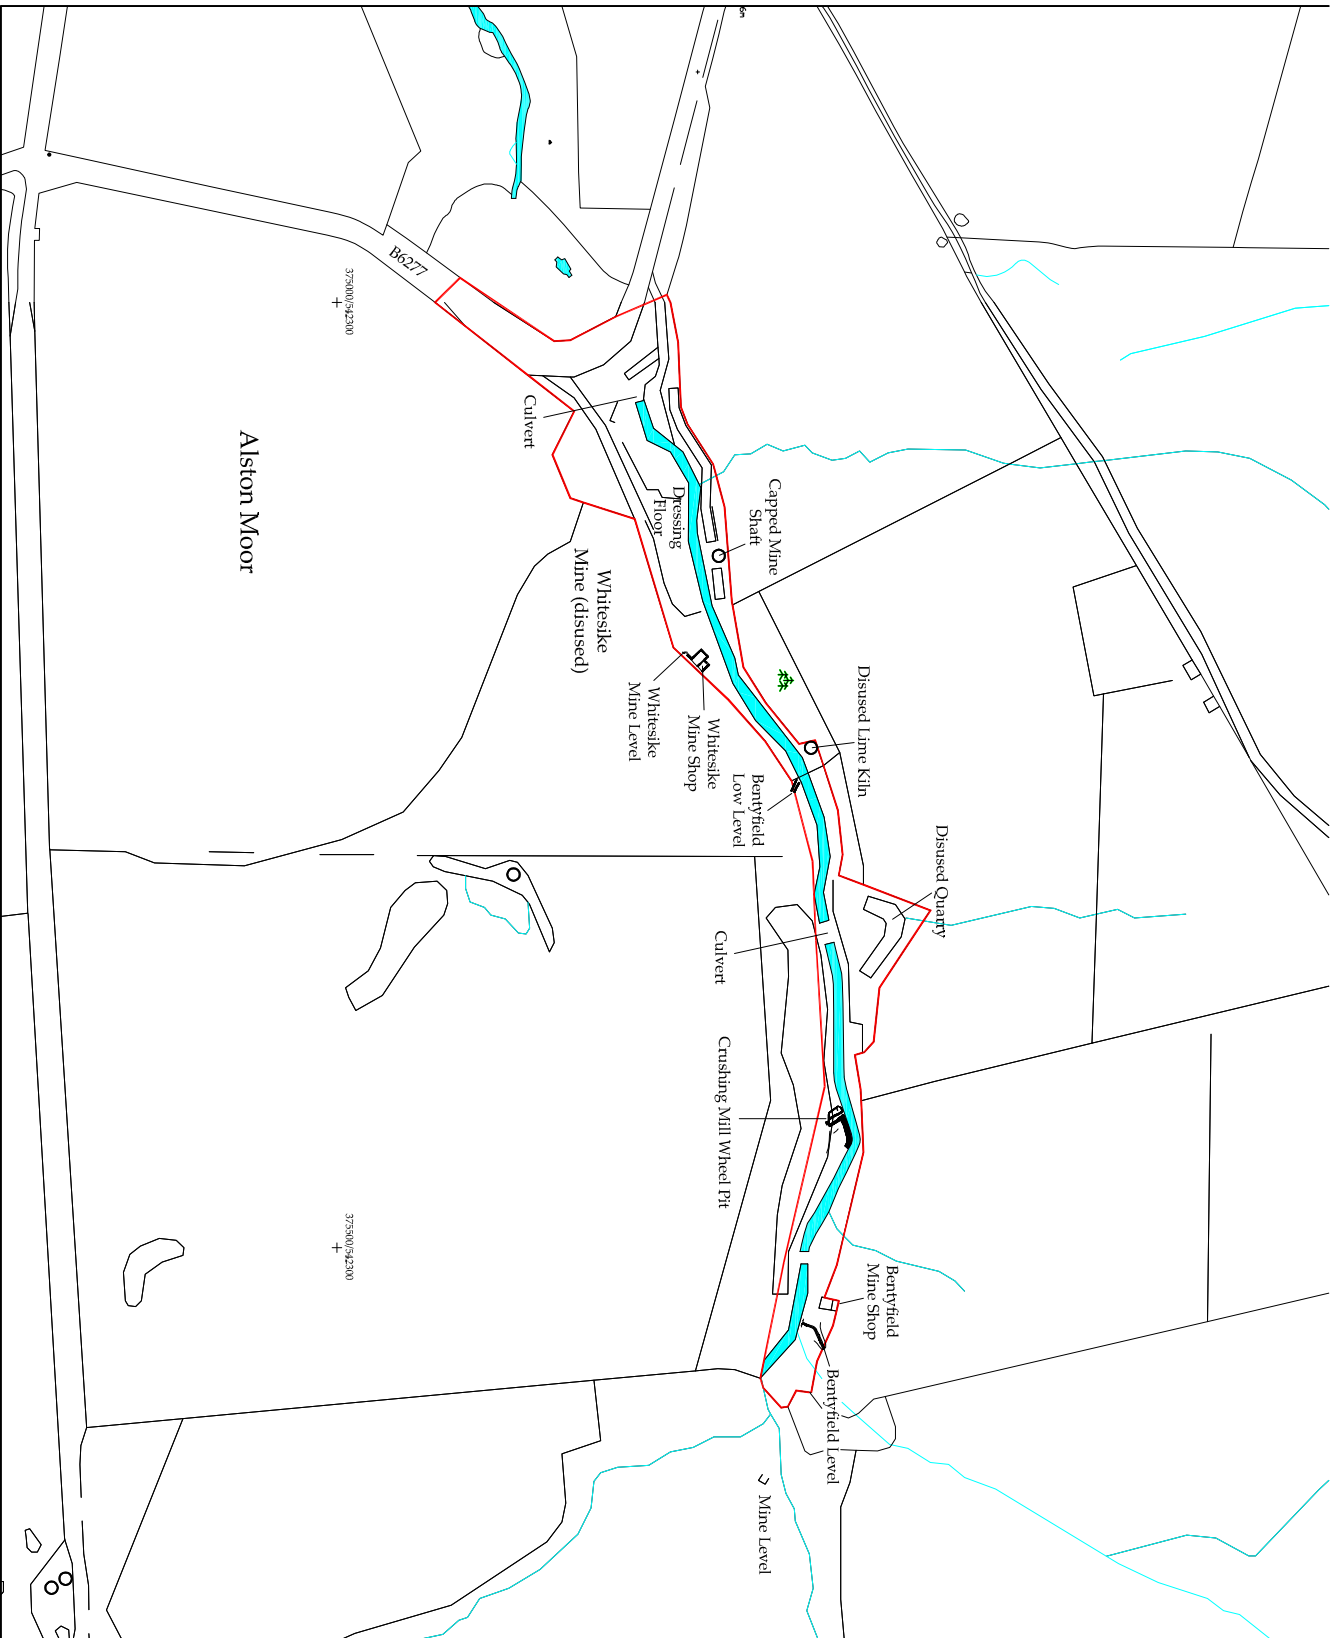 B6277
375000/542300
Alston Moor
Culvert
Capped Mine
Shaft
Dressing
Floor
Whitesike
Mine (disused)
Whitesike
Mine Level
Whitesike
Mine Shop
Disused Lime Kiln
Bentyfield
Low Level
Disused Quarry
Culvert
Crushing Mill Wheel Pit
375500/542300
Bentyfield
Mine Shop
Bentyfield Level
Mine Level